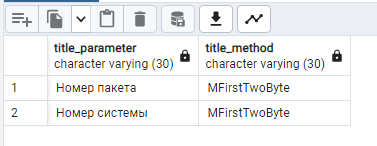 title_parameter title_method
character varying (30) character varying (30)
1 Номер пакета MFirstTwoByte
2 Номер системы MFirstTwoByte